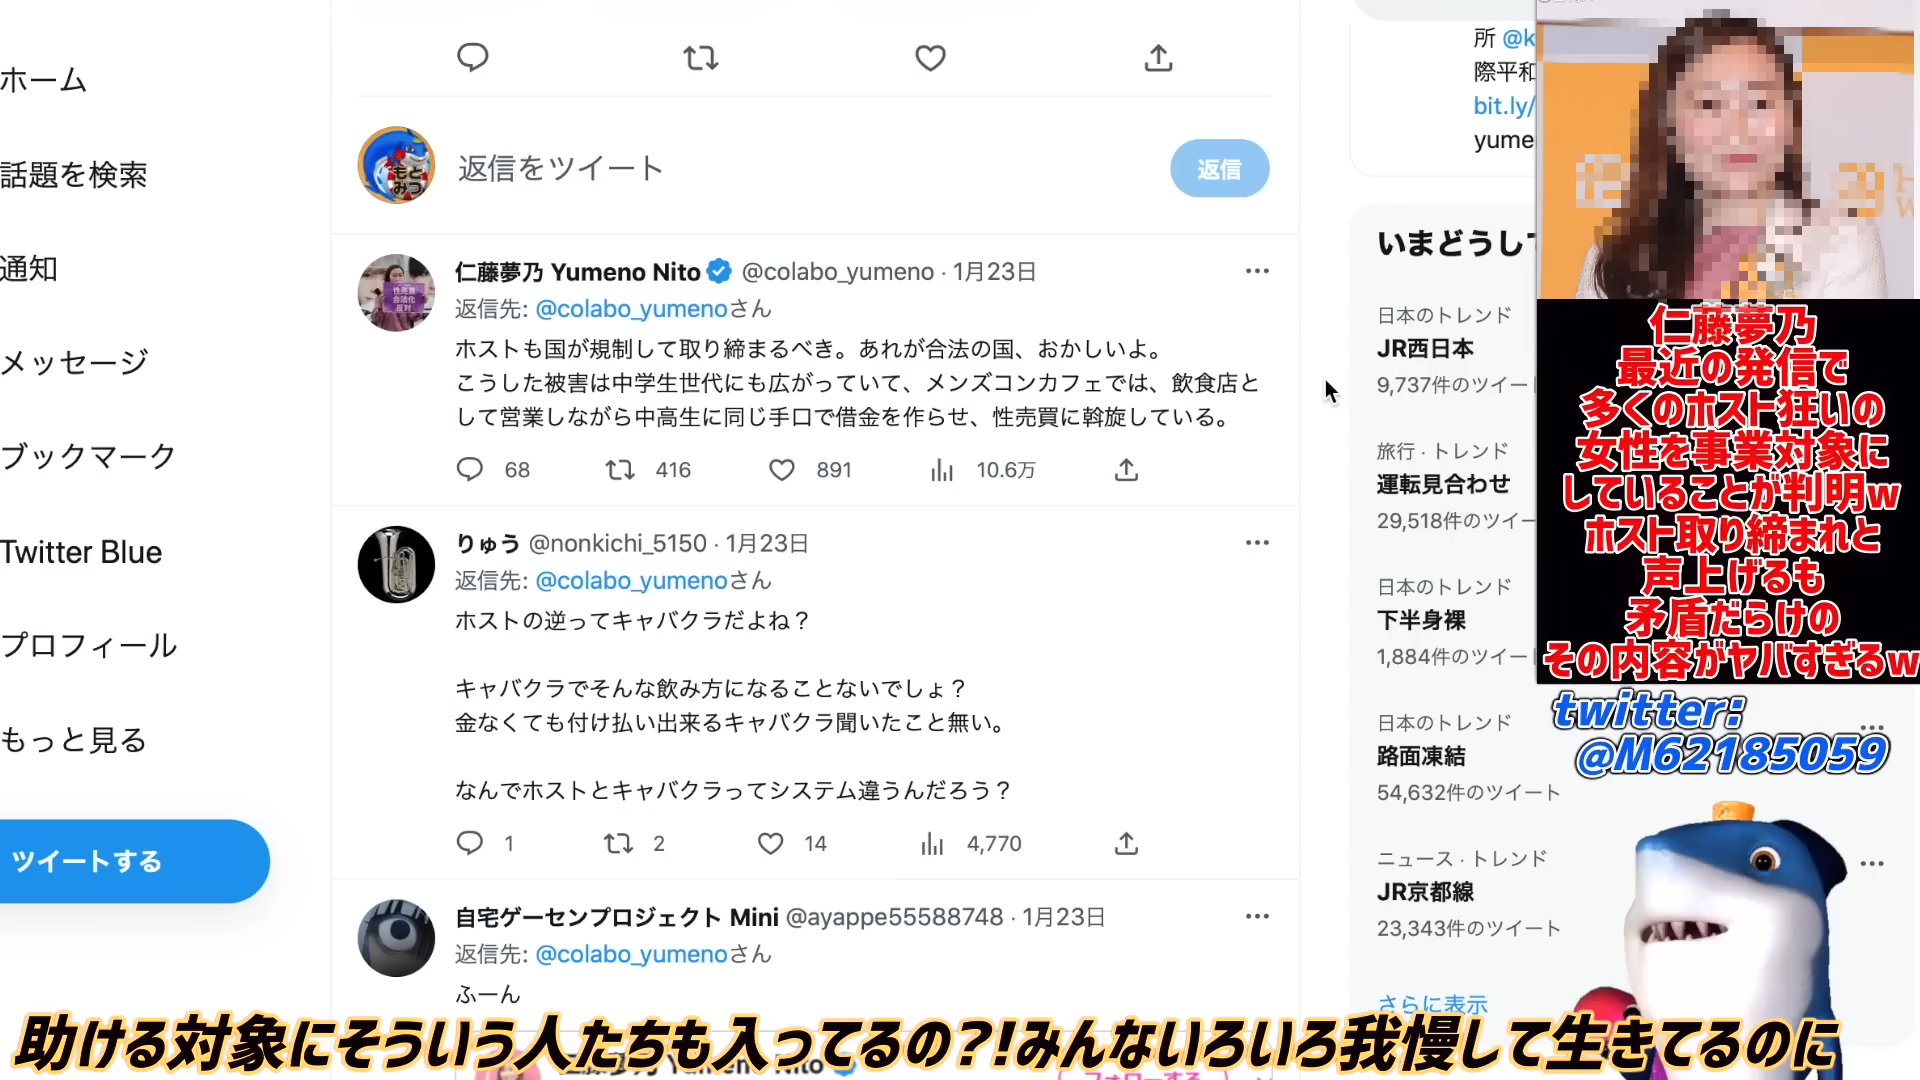 ホーム
話題を検索
通知
メッセージ
ブックマーク
Twitter Blue
プロフィール
もっと見る
ツイートする
もと
みつ
返信をツイート
返信
仁藤夢乃 Yumeno Nito @colabo_yumeno · 1月23日
返信先: @colabo_yumenoさん
ホストも国が規制して取り締まるべき。あれが合法の国、おかしいよ。
こうした被害は中学生世代にも広がっていて、メンズコンカフェでは、飲食店と
して営業しながら中高生に同じ手口で借金を作らせ、性売買に斡旋している。
68 416 891 10.6万
性売買
合法化
反対
りゅう @nonkichi_5150 · 1月23日
返信先: @colabo_yumenoさん
ホストの逆ってキャバクラだよね？
キャバクラでそんな飲み方になることないでしょ？
金なくても付け払い出来るキャバクラ聞いたこと無い。
なんでホストとキャバクラってシステム違うんだろう？
1 2 14 4,770
自宅ゲーセンプロジェクト Mini @ayappe55588748 · 1月23日
返信先: @colabo_yumenoさん
ふーん
所 @k
際平和
bit.ly/
yume
いまどうして
日本のトレンド
JR西日本
9,737件のツイー
旅行 · トレンド
運転見合わせ
29,518件のツイー
日本のトレンド
下半身裸
1,884件のツイー
日本のトレンド
路面凍結
54,632件のツイート
ニュース · トレンド
JR京都線
23,343件のツイート
さらに表示
仁藤夢乃
最近の発信で
多くのホスト狂いの
女性を事業対象に
していることが判明w
ホスト取り締まれと
声上げるも
矛盾だらけの
その内容がヤバすぎるw
twitter:
@M62185059
助ける対象にそういう人たちも入ってるの?!みんないろいろ我慢して生きてるのに